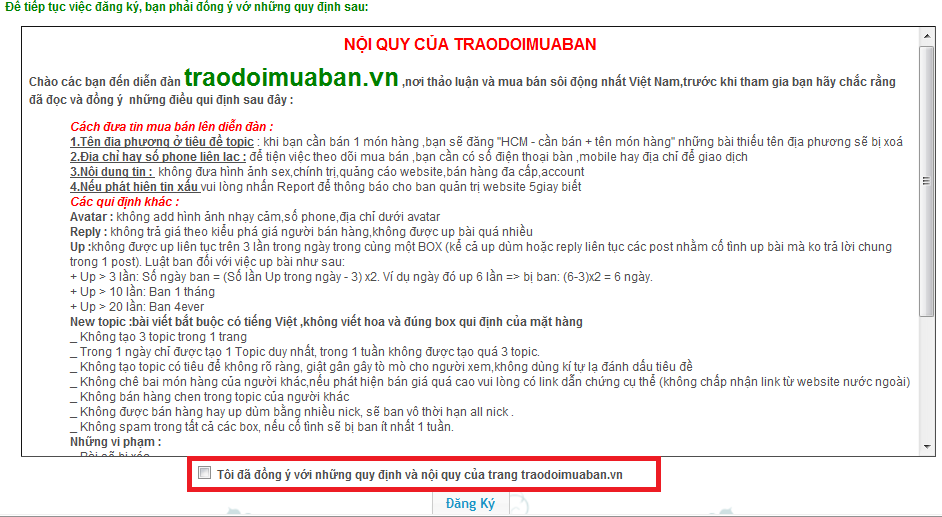 Để tiếp tục việc đăng ký, bạn phải đồng ý vớ những quy định sau:
NỘI QUY CỦA TRAODOIMUABAN
Chào các bạn đến diễn đàn traodoimuaban.vn ,nơi thảo luận và mua bán sôi động nhất Việt Nam,trước khi tham gia bạn hãy chắc rằng
đã đọc và đồng ý những điều qui định sau đây :
Cách đưa tin mua bán lên diễn đàn :
1.Tên địa phương ở tiêu đề topic : khi bạn cần bán 1 món hàng ,bạn sẽ đăng "HCM - cần bán + tên món hàng" những bài thiếu tên địa phương sẽ bị xoá
2.Địa chỉ hay số phone liên lạc : để tiện việc theo dõi mua bán ,bạn cần có số điện thoại bàn ,mobile hay địa chỉ để giao dịch
3.Nội dung tin : không đưa hình ảnh sex,chính trị,quảng cáo website,bán hàng đa cấp,account
4.Nếu phát hiện tin xấu vui lòng nhấn Report để thông báo cho ban quản trị website 5giay biết
Các qui định khác :
Avatar : không add hình ảnh nhạy cảm,số phone,địa chỉ dưới avatar
Reply : không trả giá theo kiểu phá giá người bán hàng,không được up bài quá nhiều
Up :không được up liên tục trên 3 lần trong ngày trong cùng một BOX (kể cả up dùm hoặc reply liên tục các post nhằm cố tình up bài mà ko trả lời chung
trong 1 post). Luật ban đối với việc up bài như sau:
+ Up > 3 lần: Số ngày ban = (Số lần Up trong ngày - 3) x2. Ví dụ ngày đó up 6 lần => bị ban: (6-3)x2 = 6 ngày.
+ Up > 10 lần: Ban 1 tháng
+ Up > 20 lần: Ban 4ever
New topic :bài viết bắt buộc có tiếng Việt ,không viết hoa và đúng box qui định của mặt hàng
_ Không tạo 3 topic trong 1 trang
_ Trong 1 ngày chỉ được tạo 1 Topic duy nhất, trong 1 tuần không được tạo quá 3 topic.
_ Không tạo topic có tiêu đề không rõ ràng, giật gân gây tò mò cho người xem,không dùng kí tự lạ đánh dấu tiêu đề
_ Không chê bai món hàng của người khác,nếu phát hiện bán giá quá cao vui lòng có link dẫn chứng cụ thể (không chấp nhận link từ website nước ngoài)
_ Không bán hàng chen trong topic của người khác
_ Không được bán hàng hay up dùm bằng nhiều nick, sẽ ban vô thời hạn all nick .
_ Không spam trong tất cả các box, nếu cố tình sẽ bị ban ít nhất 1 tuần.
Những vi phạm :
_ Bài sẽ bị xóa
Tôi đã đồng ý với những quy định và nội quy của trang traodoimuaban.vn
Đăng Ký